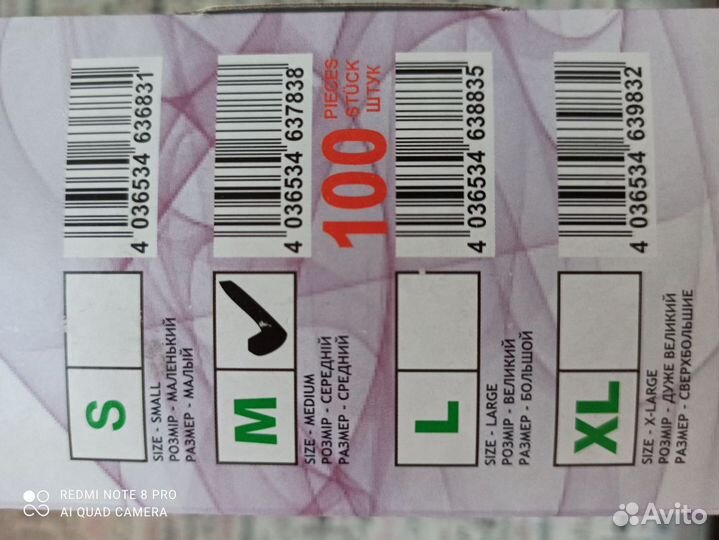 S
4 036534 636831
SIZE - SMALL
РОЗМІР - МАЛЕНЬКИЙ
РАЗМЕР - МАЛЫЙ
M
4 036534 637838
SIZE - MEDIUM
РОЗМІР - СЕРЕДНІЙ
РАЗМЕР - СРЕДНИЙ
100
PIECES
STÜCK
ШТУК
L
4 036534 638835
SIZE - LARGE
РОЗМІР - ВЕЛИКИЙ
РАЗМЕР - БОЛЬШОЙ
XL
4 036534 639832
SIZE - X-LARGE
РОЗМІР - ДУЖЕ ВЕЛИКИЙ
РАЗМЕР - СВЕРХБОЛЬШИЕ
REDMI NOTE 8 PRO
AI QUAD CAMERA
Avito